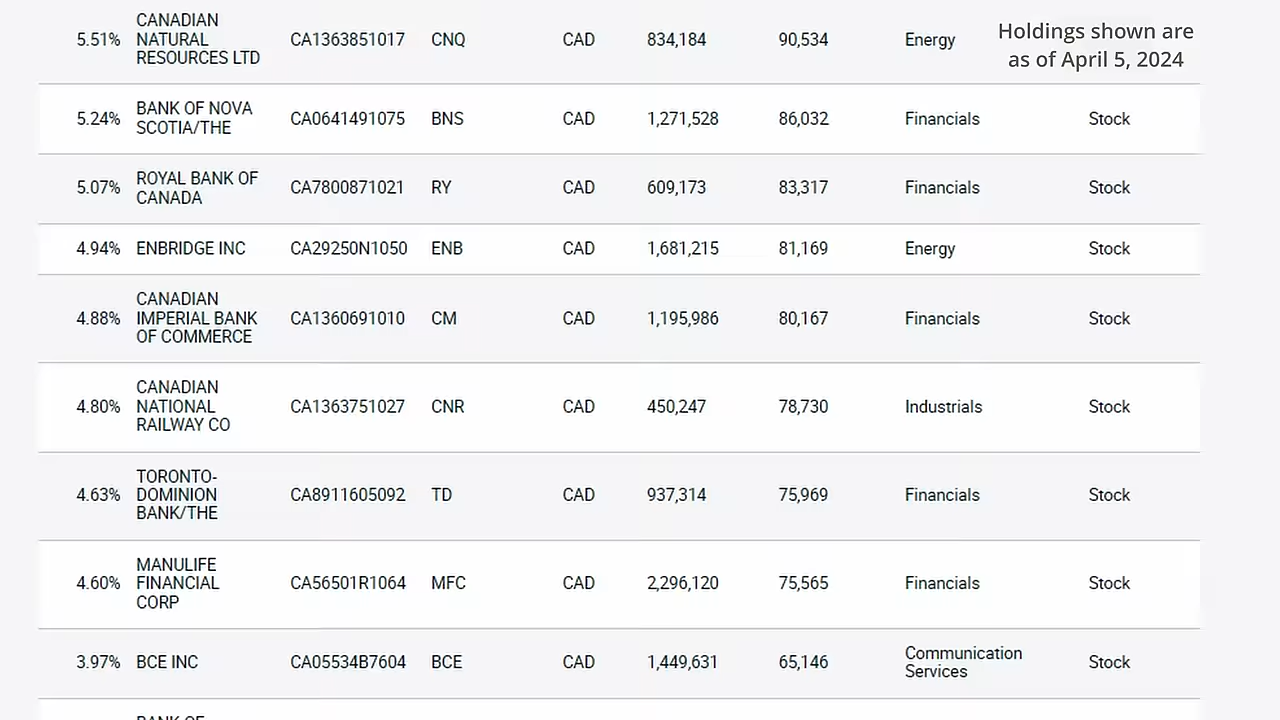 CANADIAN
5.51% NATURAL CA1363851017 CNQ CAD 834,184 90,534 Energy
RESOURCES LTD
Holdings shown are
as of April 5, 2024
BANK OF NOVA
5.24% SCOTIA/THE CA0641491075 BNS CAD 1,271,528 86,032 Financials Stock
ROYAL BANK OF
5.07% CANADA CA7800871021 RY CAD 609,173 83,317 Financials Stock
4.94% ENBRIDGE INC CA29250N1050 ENB CAD 1,681,215 81,169 Energy Stock
CANADIAN
4.88% IMPERIAL BANK CA1360691010 CM CAD 1,195,986 80,167 Financials Stock
OF COMMERCE
CANADIAN
4.80% NATIONAL CA1363751027 CNR CAD 450,247 78,730 Industrials Stock
RAILWAY CO
TORONTO-
4.63% DOMINION CA8911605092 TD CAD 937,314 75,969 Financials Stock
BANK/THE
MANULIFE
4.60% FINANCIAL CA56501R1064 MFC CAD 2,296,120 75,565 Financials Stock
CORP
3.97% BCE INC CA05534B7604 BCE CAD 1,449,631 65,146 Communication Services Stock
BANK OF